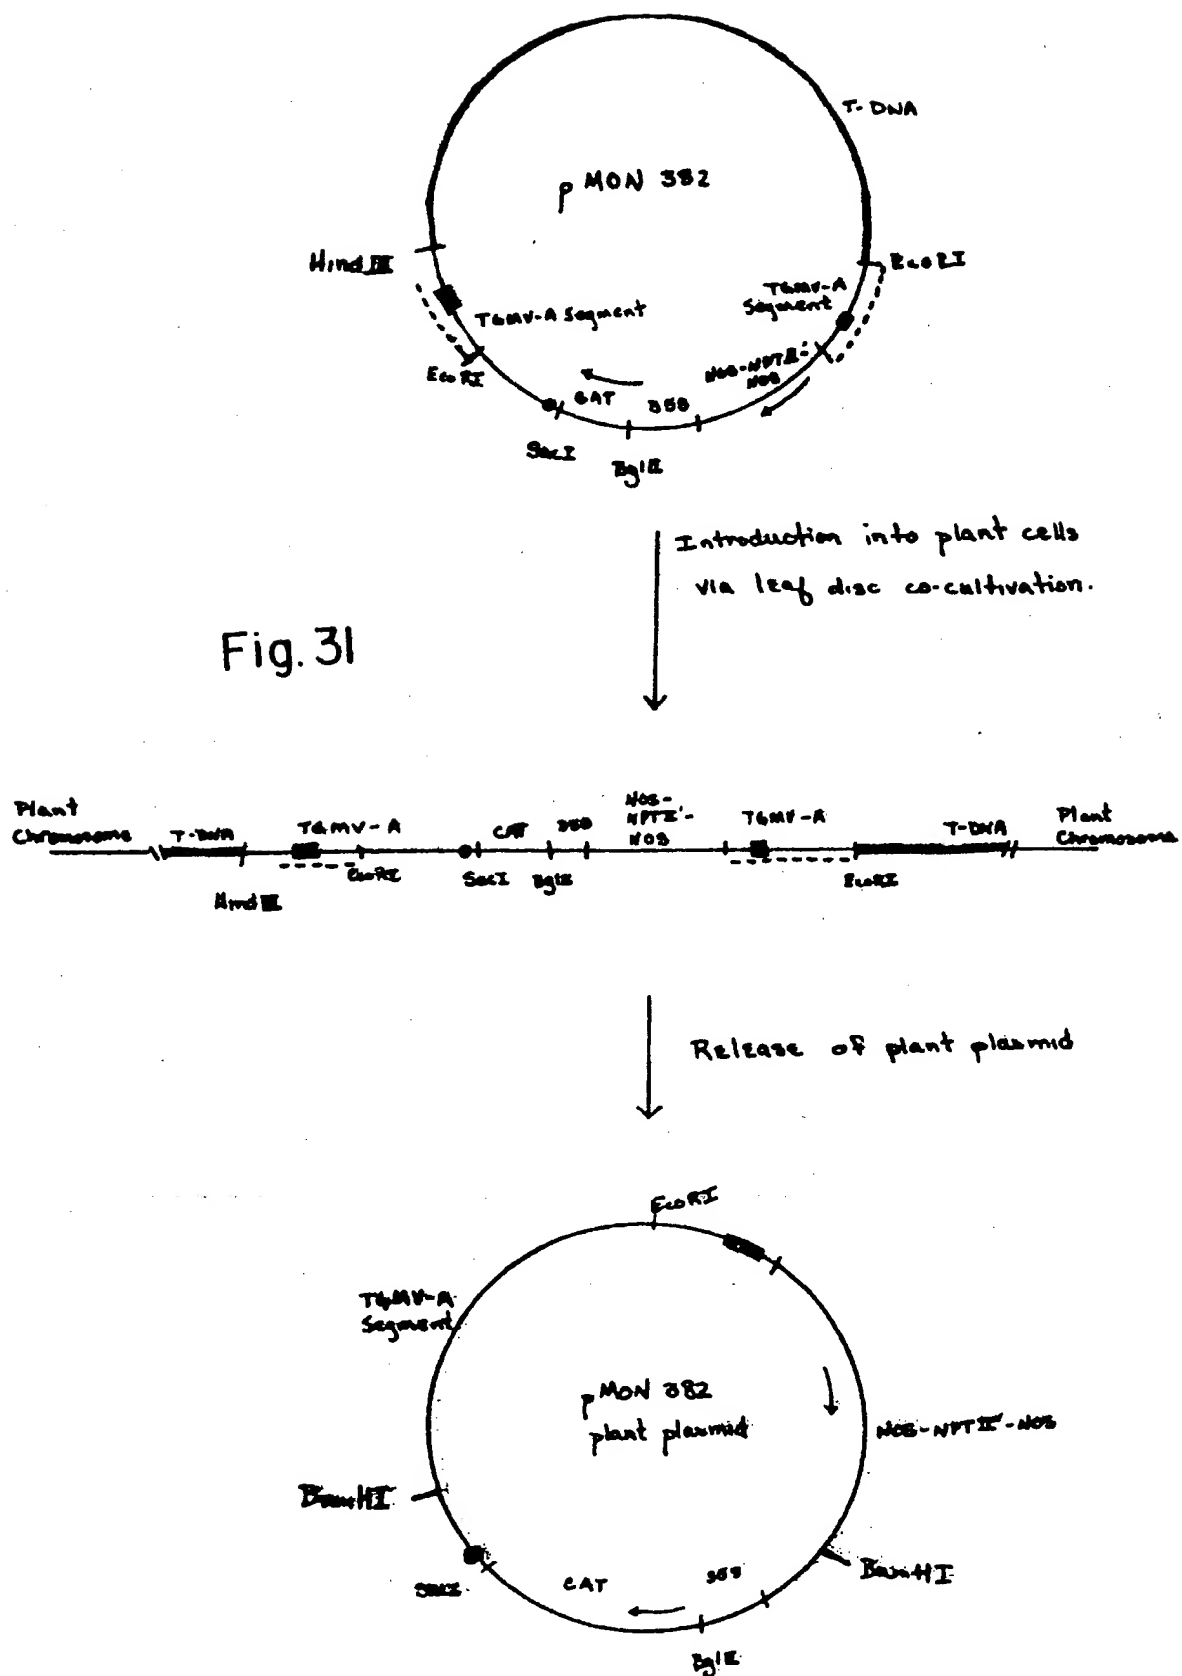 T-DNA
pMON 382
Hind III
EcoRI
TGMV-A
Segment
TGMV-A Segment
EcoRI
NOS-NPTII'-
NOS
CAT
35S
SacI
BglII
Introduction into plant cells
via leaf disc co-cultivation.
Fig. 31
Plant
Chromosome
T-DNA
TGMV-A
CAT
35S
NOS-
NPTII'-
NOS
TGMV-A
T-DNA
Plant
Chromosome
Hind III
EcoRI
SacI
BglII
EcoRI
Release of plant plasmid
EcoRI
TGMV-A
Segment
pMON 382
plant plasmid
NOS-NPTII'-NOS
BamHI
BamHI
SacI
CAT
35S
BglII